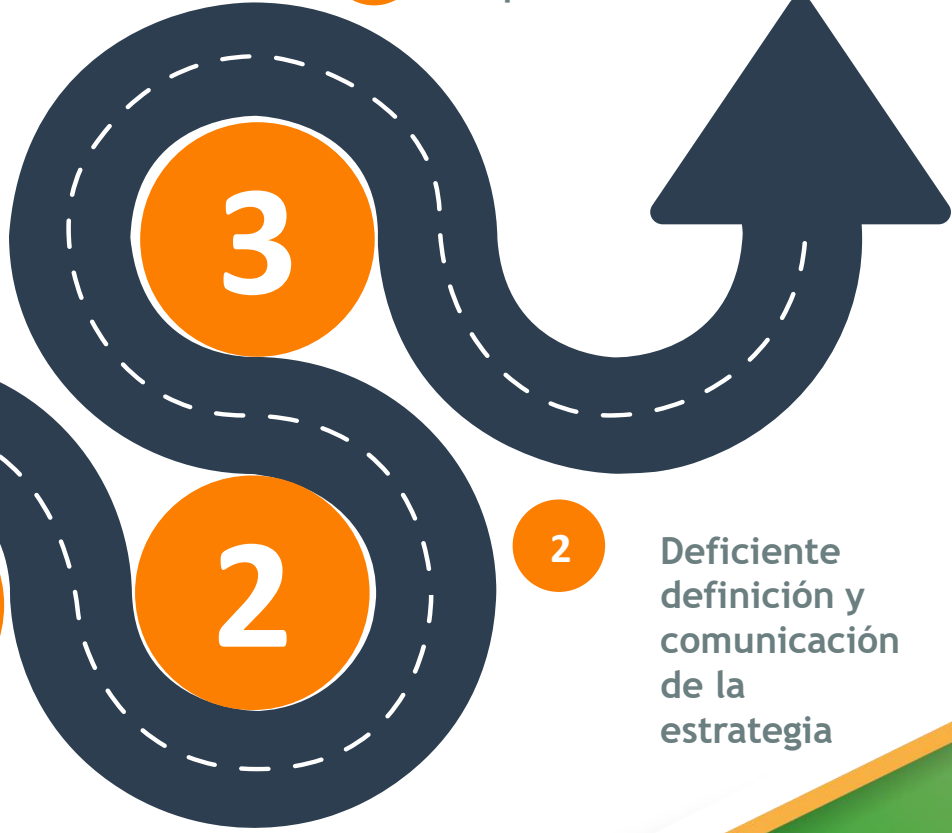 3
2
2
Deficiente
definición y
comunicación
de la
estrategia